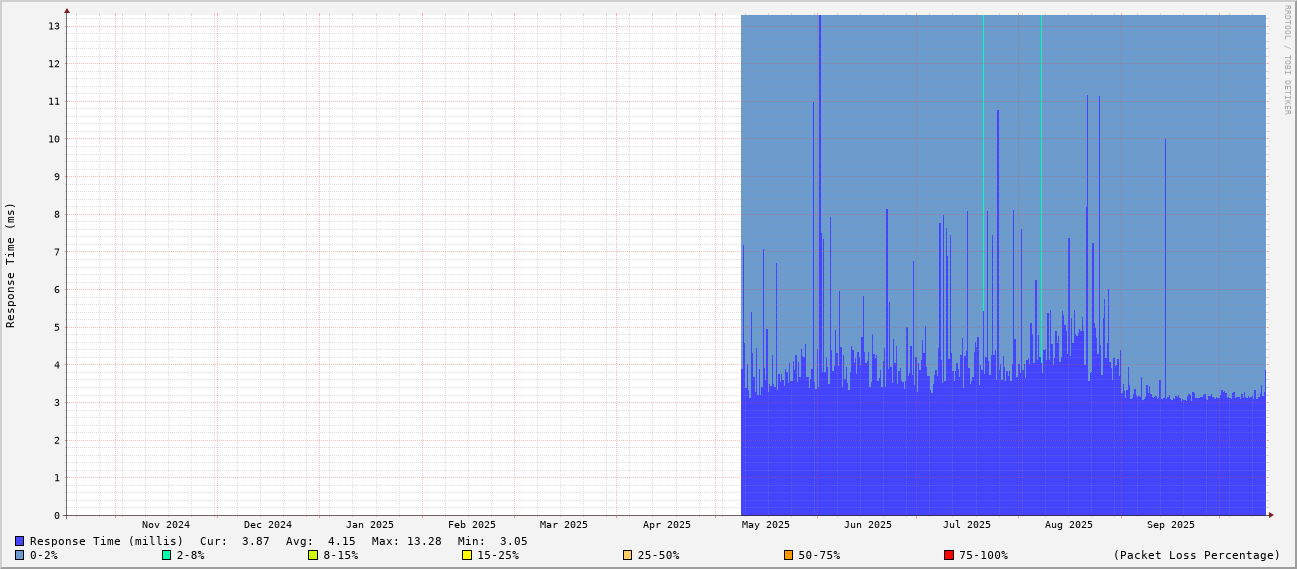 RRDTOOL / TOBI OETIKER
Response Time (ms)
13
12
11
10
9
8
7
6
5
4
3
2
1
0
Nov 2024 Dec 2024 Jan 2025 Feb 2025 Mar 2025 Apr 2025 May 2025 Jun 2025 Jul 2025 Aug 2025 Sep 2025
Response Time (millis) Cur: 3.87 Avg: 4.15 Max: 13.28 Min: 3.05
0-2% 2-8% 8-15% 15-25% 25-50% 50-75% 75-100% (Packet Loss Percentage)